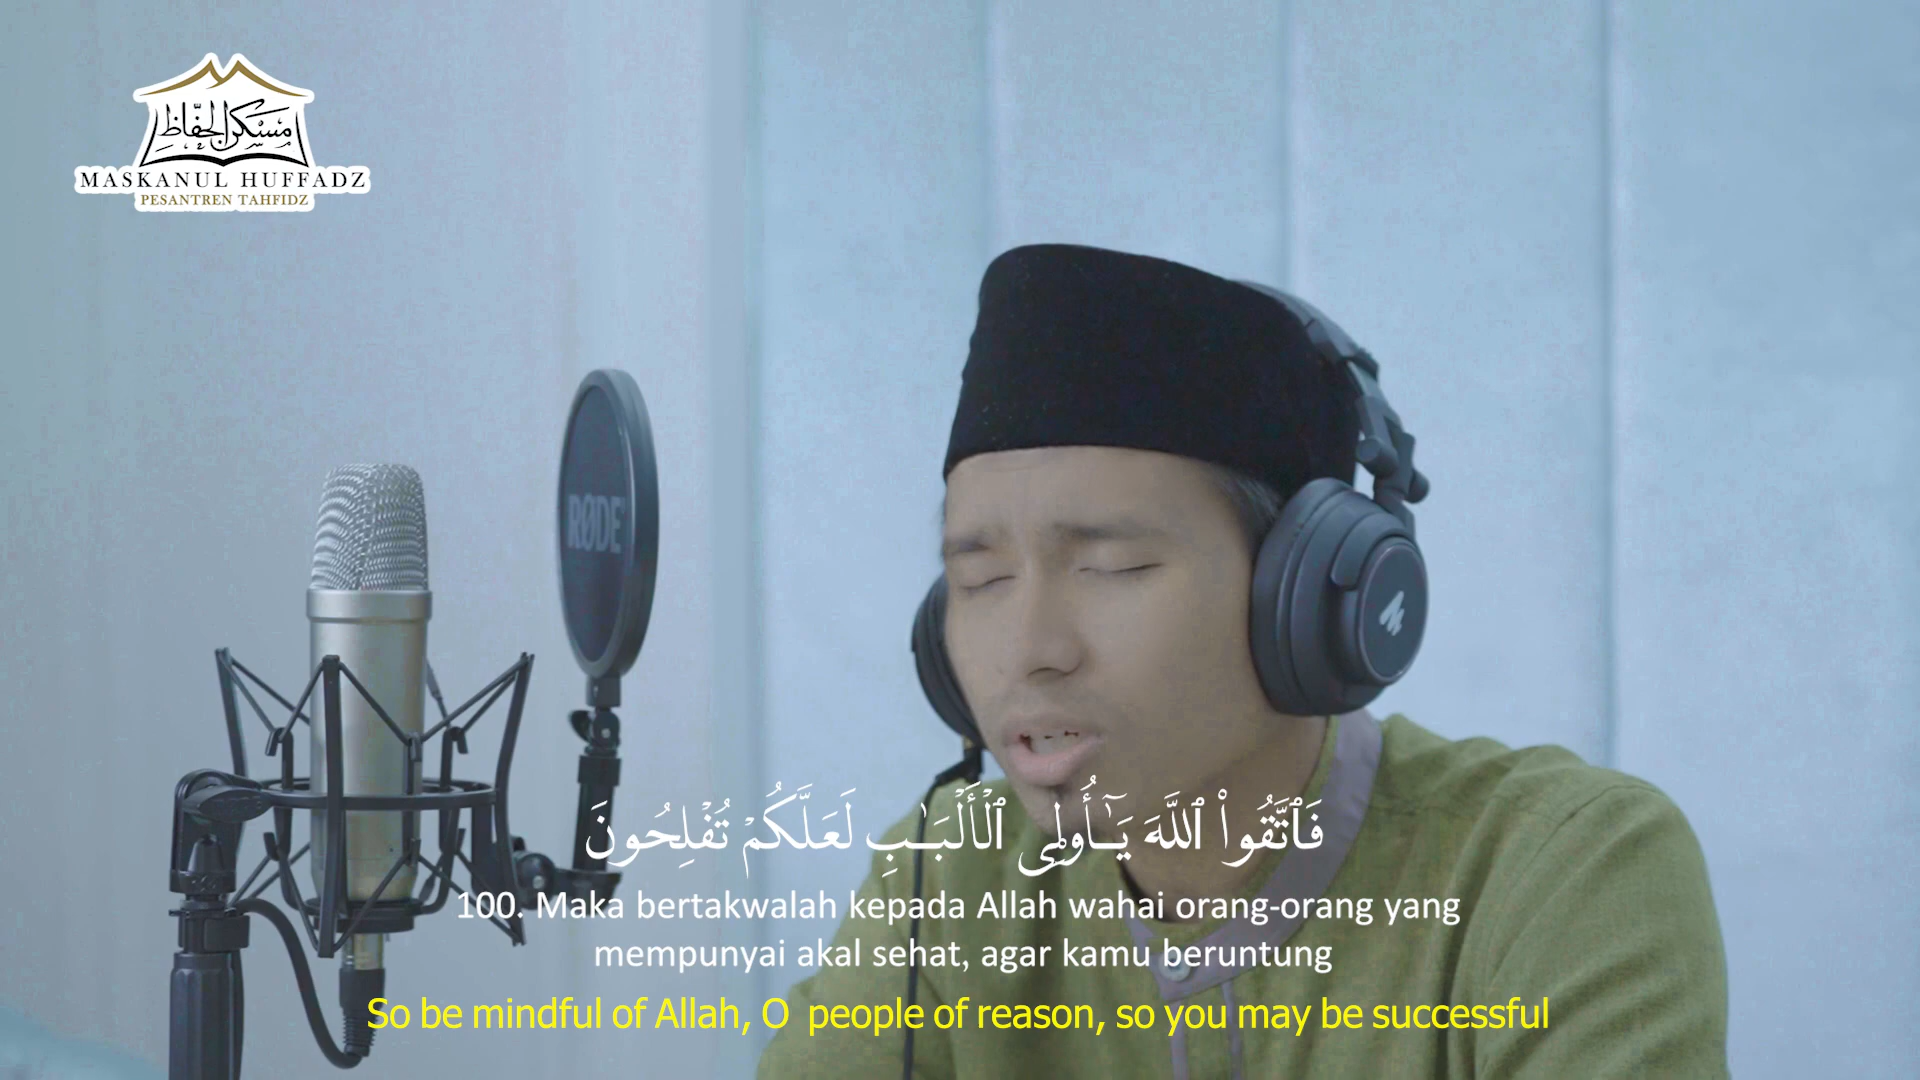 مسكن الحفاظ
MASKANUL HUFFADZ
PESANTREN TAHFIDZ
RØDE
فَٱتَّقُوا۟ ٱللَّهَ يَـٰٓأُو۟لِى ٱلْأَلْبَـٰبِ لَعَلَّكُمْ تُفْلِحُونَ
100. Maka bertakwalah kepada Allah wahai orang-orang yang
mempunyai akal sehat, agar kamu beruntung
So be mindful of Allah, O people of reason, so you may be successful